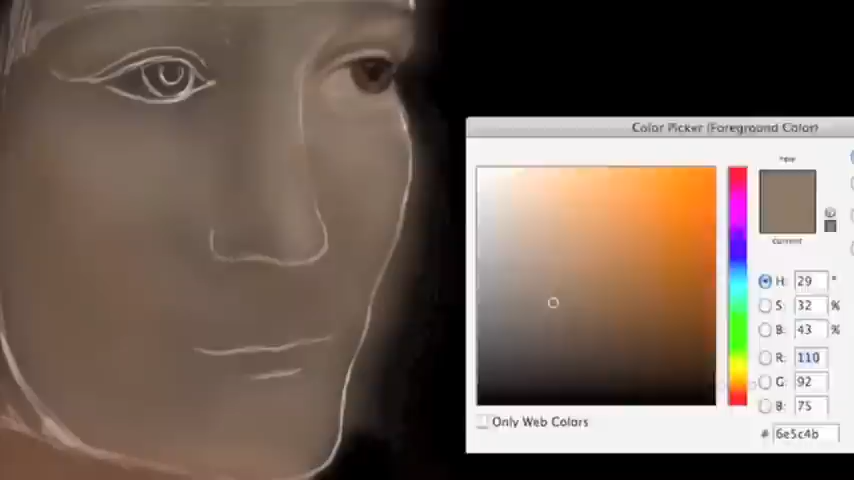 Color Picker (Foreground Color)
new
current
H: 29 °
S: 32 %
B: 43 %
R: 110
G: 92
B: 75
# 6e5c4b
Only Web Colors